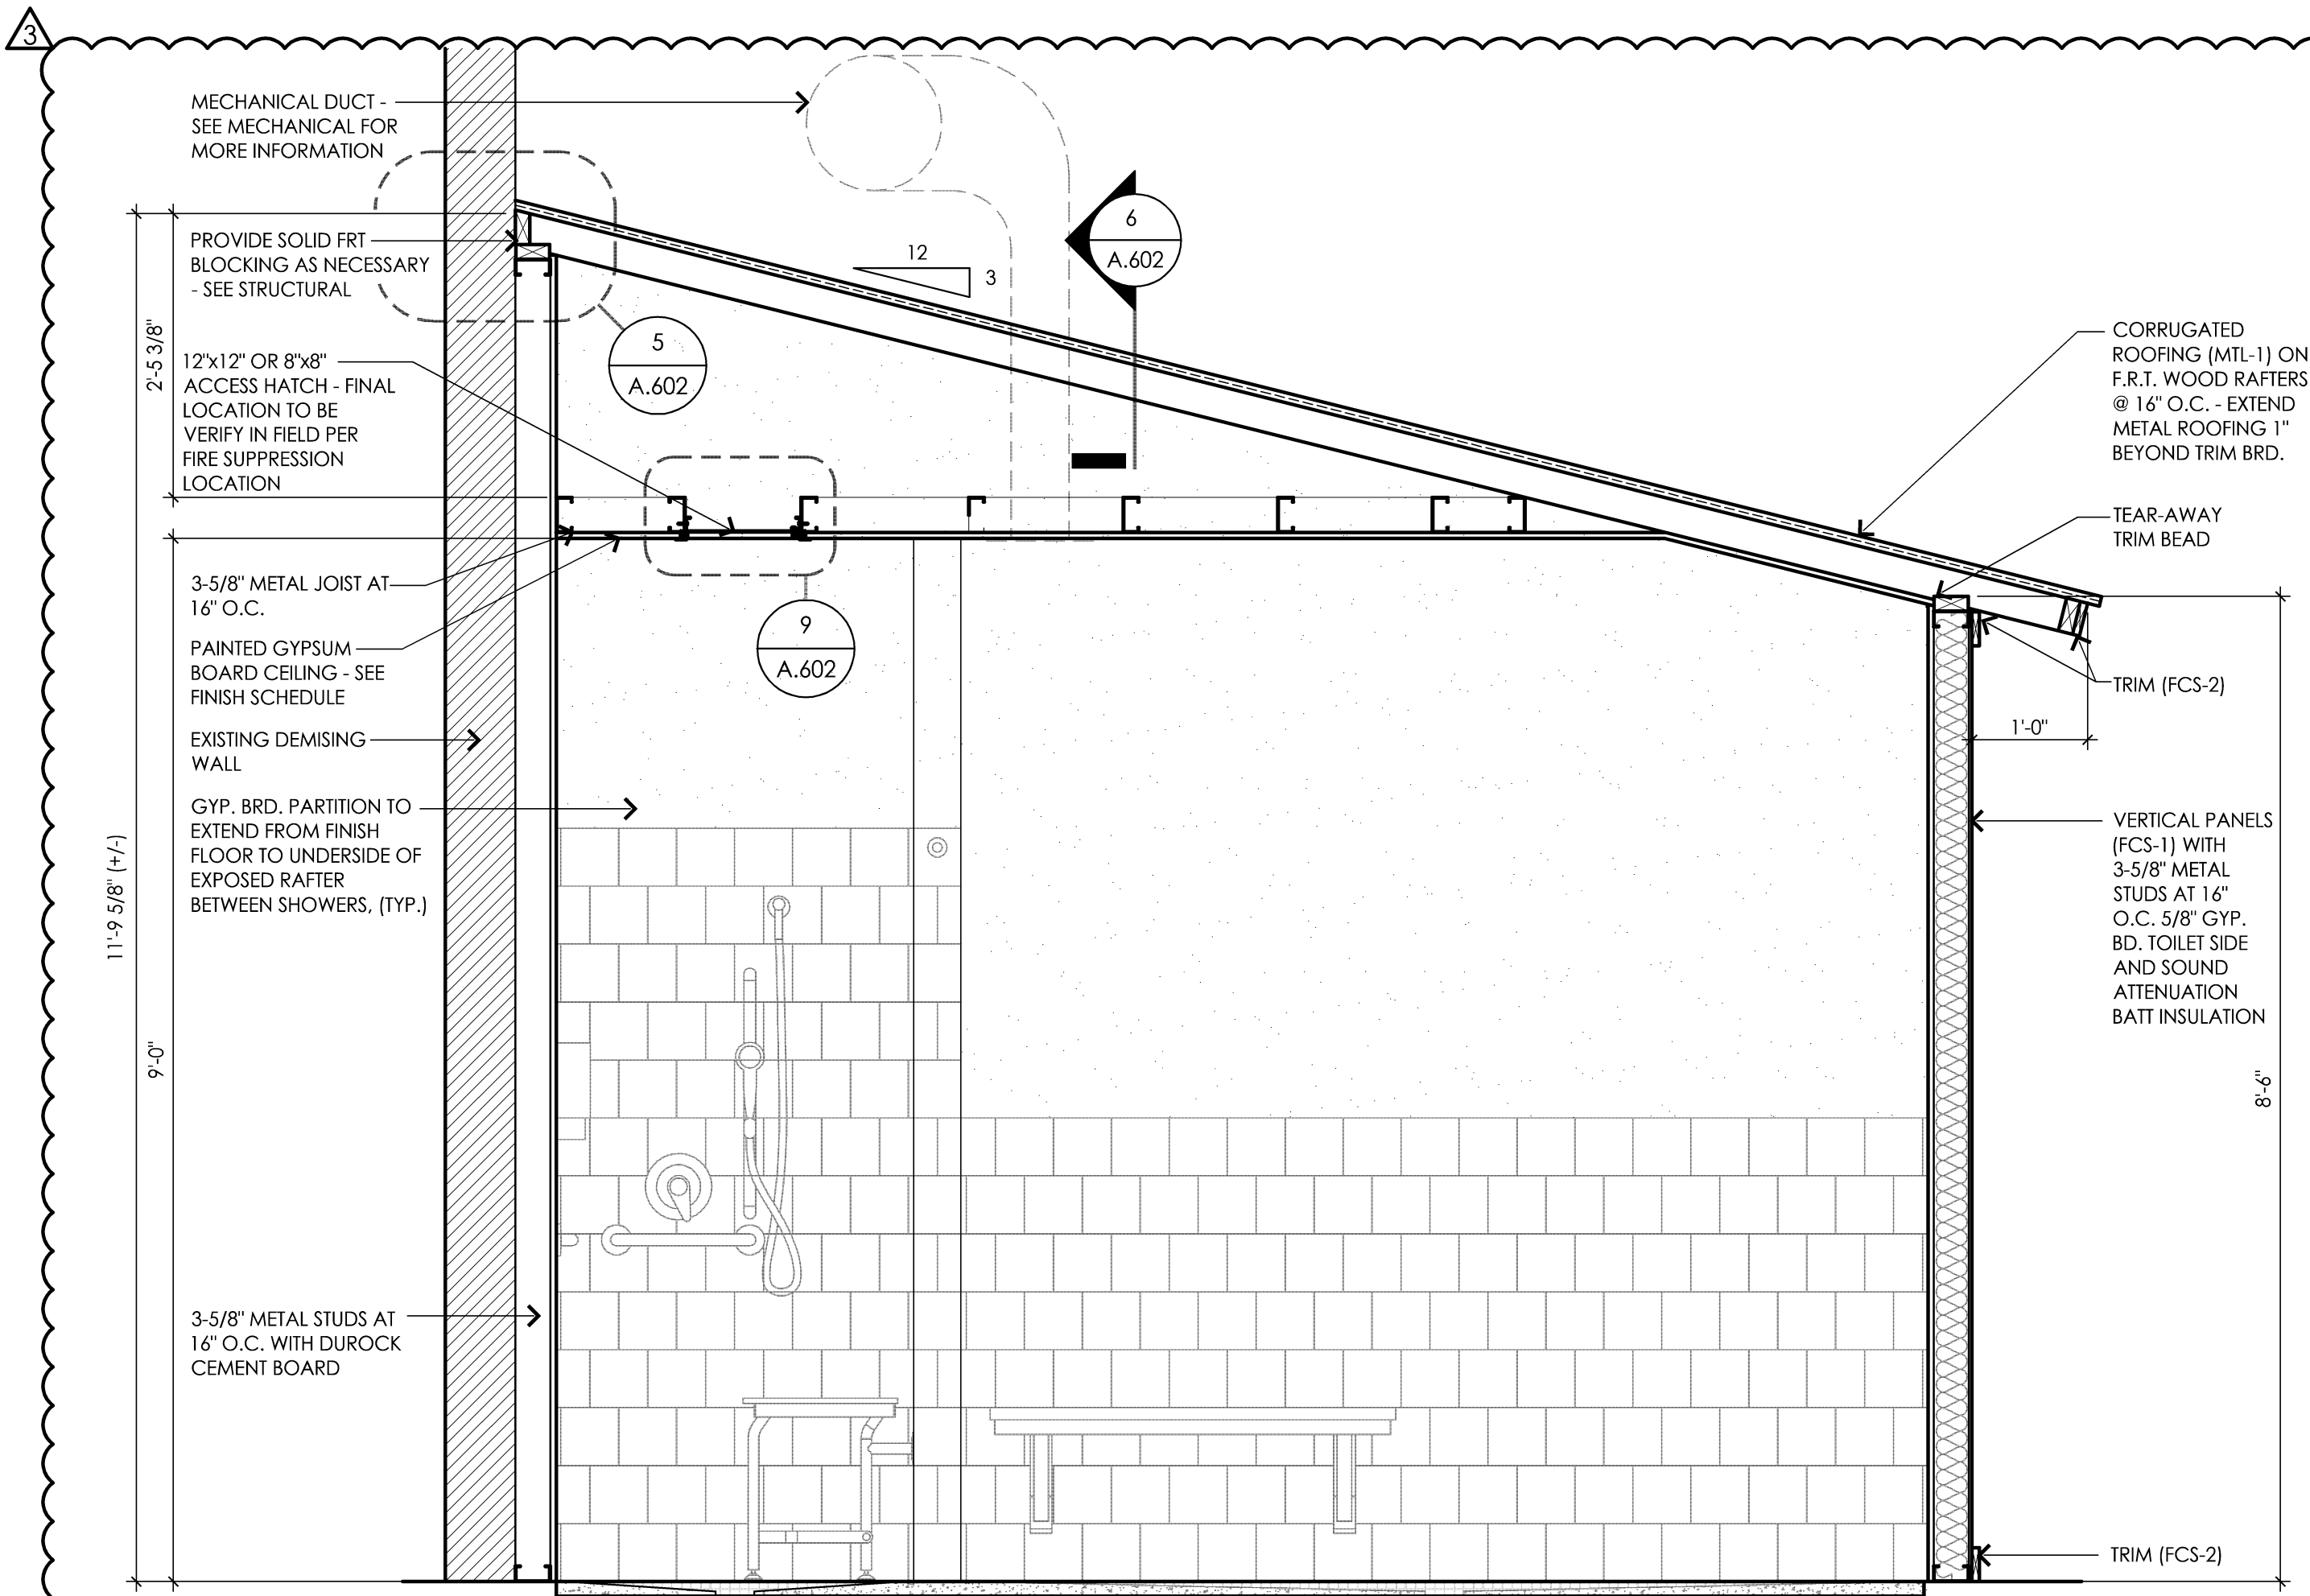 3
MECHANICAL DUCT -
SEE MECHANICAL FOR
MORE INFORMATION
PROVIDE SOLID FRT
BLOCKING AS NECESSARY
- SEE STRUCTURAL
12"x12" OR 8"x8"
ACCESS HATCH - FINAL
LOCATION TO BE
VERIFY IN FIELD PER
FIRE SUPPRESSION
LOCATION
3-5/8" METAL JOIST AT
16" O.C.
PAINTED GYPSUM
BOARD CEILING - SEE
FINISH SCHEDULE
EXISTING DEMISING
WALL
GYP. BRD. PARTITION TO
EXTEND FROM FINISH
FLOOR TO UNDERSIDE OF
EXPOSED RAFTER
BETWEEN SHOWERS, (TYP.)
3-5/8" METAL STUDS AT
16" O.C. WITH DUROCK
CEMENT BOARD
11'-9 5/8" (+/-)
2'-5 3/8"
9'-0"
5
A.602
9
A.602
12
3
6
A.602
CORRUGATED
ROOFING (MTL-1) ON
F.R.T. WOOD RAFTERS
@ 16" O.C. - EXTEND
METAL ROOFING 1"
BEYOND TRIM BRD.
TEAR-AWAY
TRIM BEAD
TRIM (FCS-2)
1'-0"
VERTICAL PANELS
(FCS-1) WITH
3-5/8" METAL
STUDS AT 16"
O.C. 5/8" GYP.
BD. TOILET SIDE
AND SOUND
ATTENUATION
BATT INSULATION
8'-6"
TRIM (FCS-2)